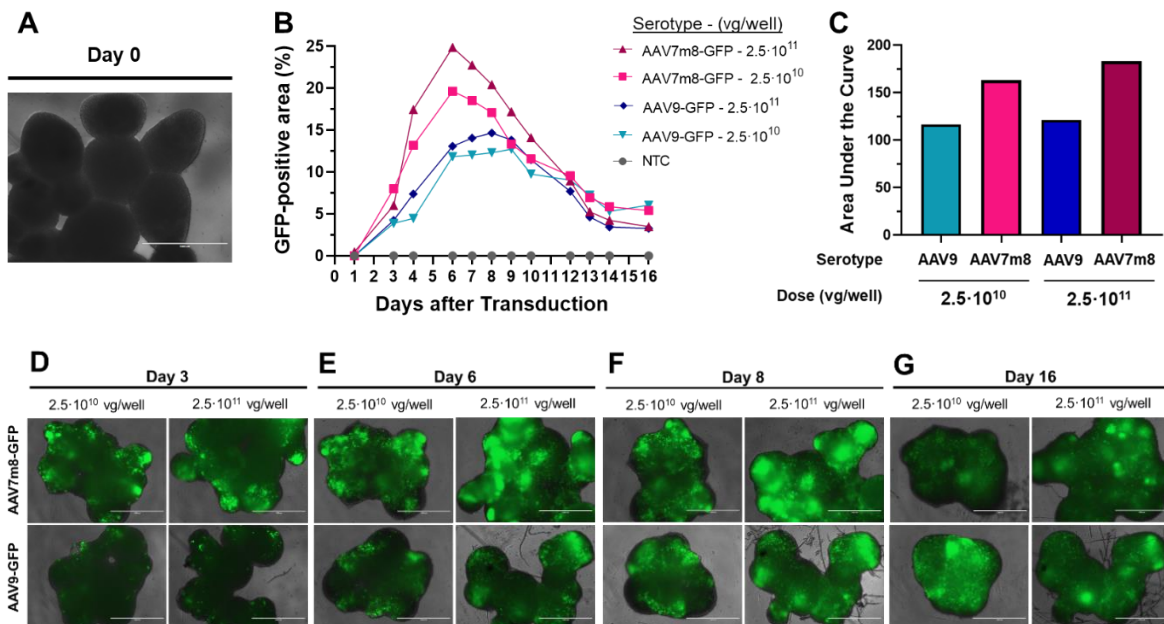 A
Day 0
B
GFP-positive area (%)
25
20
15
10
5
0
0 1 2 3 4 5 6 7 8 9 10 11 12 13 14 15 16
Days after Transduction
Serotype - (vg/well)
AAV7m8-GFP - 2.5·10¹¹
AAV7m8-GFP - 2.5·10¹⁰
AAV9-GFP - 2.5·10¹¹
AAV9-GFP - 2.5·10¹⁰
NTC
C
Area Under the Curve
200
150
100
50
0
Serotype AAV9 AAV7m8 AAV9 AAV7m8
Dose (vg/well) 2.5·10¹⁰ 2.5·10¹¹
D
Day 3
2.5·10¹⁰ vg/well 2.5·10¹¹ vg/well
E
Day 6
2.5·10¹⁰ vg/well 2.5·10¹¹ vg/well
F
Day 8
2.5·10¹⁰ vg/well 2.5·10¹¹ vg/well
G
Day 16
2.5·10¹⁰ vg/well 2.5·10¹¹ vg/well
AAV7m8-GFP
AAV9-GFP